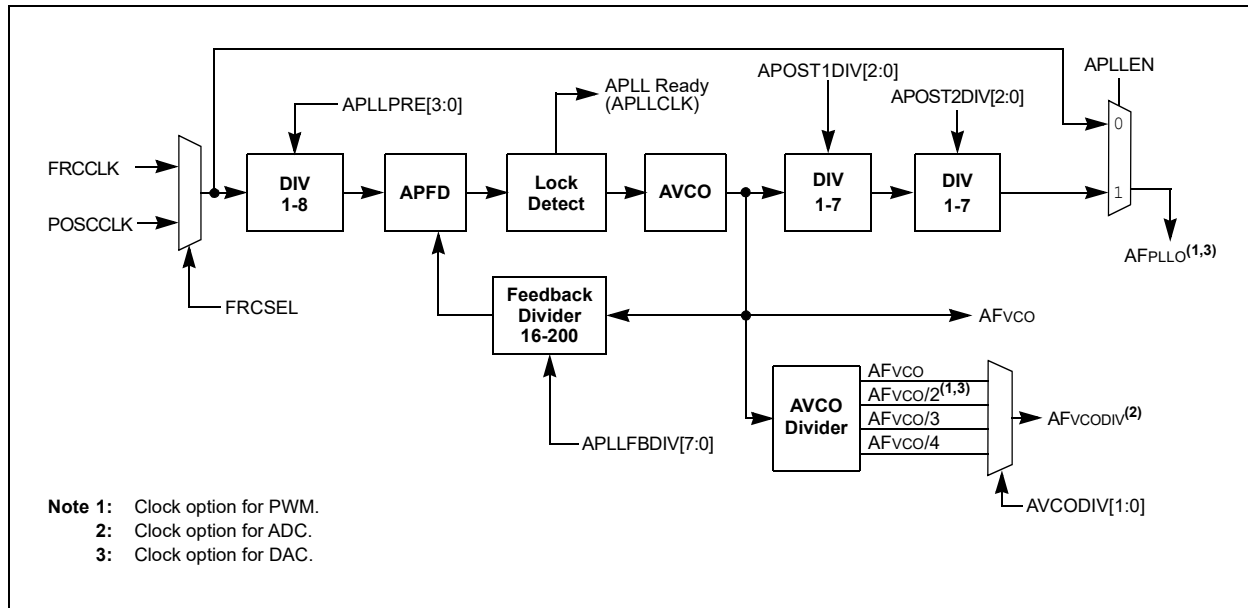 APLLEN
APOST1DIV[2:0]
APLL Ready
(APLLCLK)
APOST2DIV[2:0]
APLLPRE[3:0]
0
FRCCLK
DIV
1-8
APFD
Lock
Detect
AVCO
DIV
1-7
DIV
1-7
1
POSCCLK
AFPLLO(1,3)
FRCSEL
Feedback
Divider
16-200
AFVCO
AVCO
Divider
AFVCO
AFVCO/2(1,3)
AFVCO/3
AFVCO/4
AFVCODIV(2)
APLLFBDIV[7:0]
AVCODIV[1:0]
Note 1: Clock option for PWM.
2: Clock option for ADC.
3: Clock option for DAC.